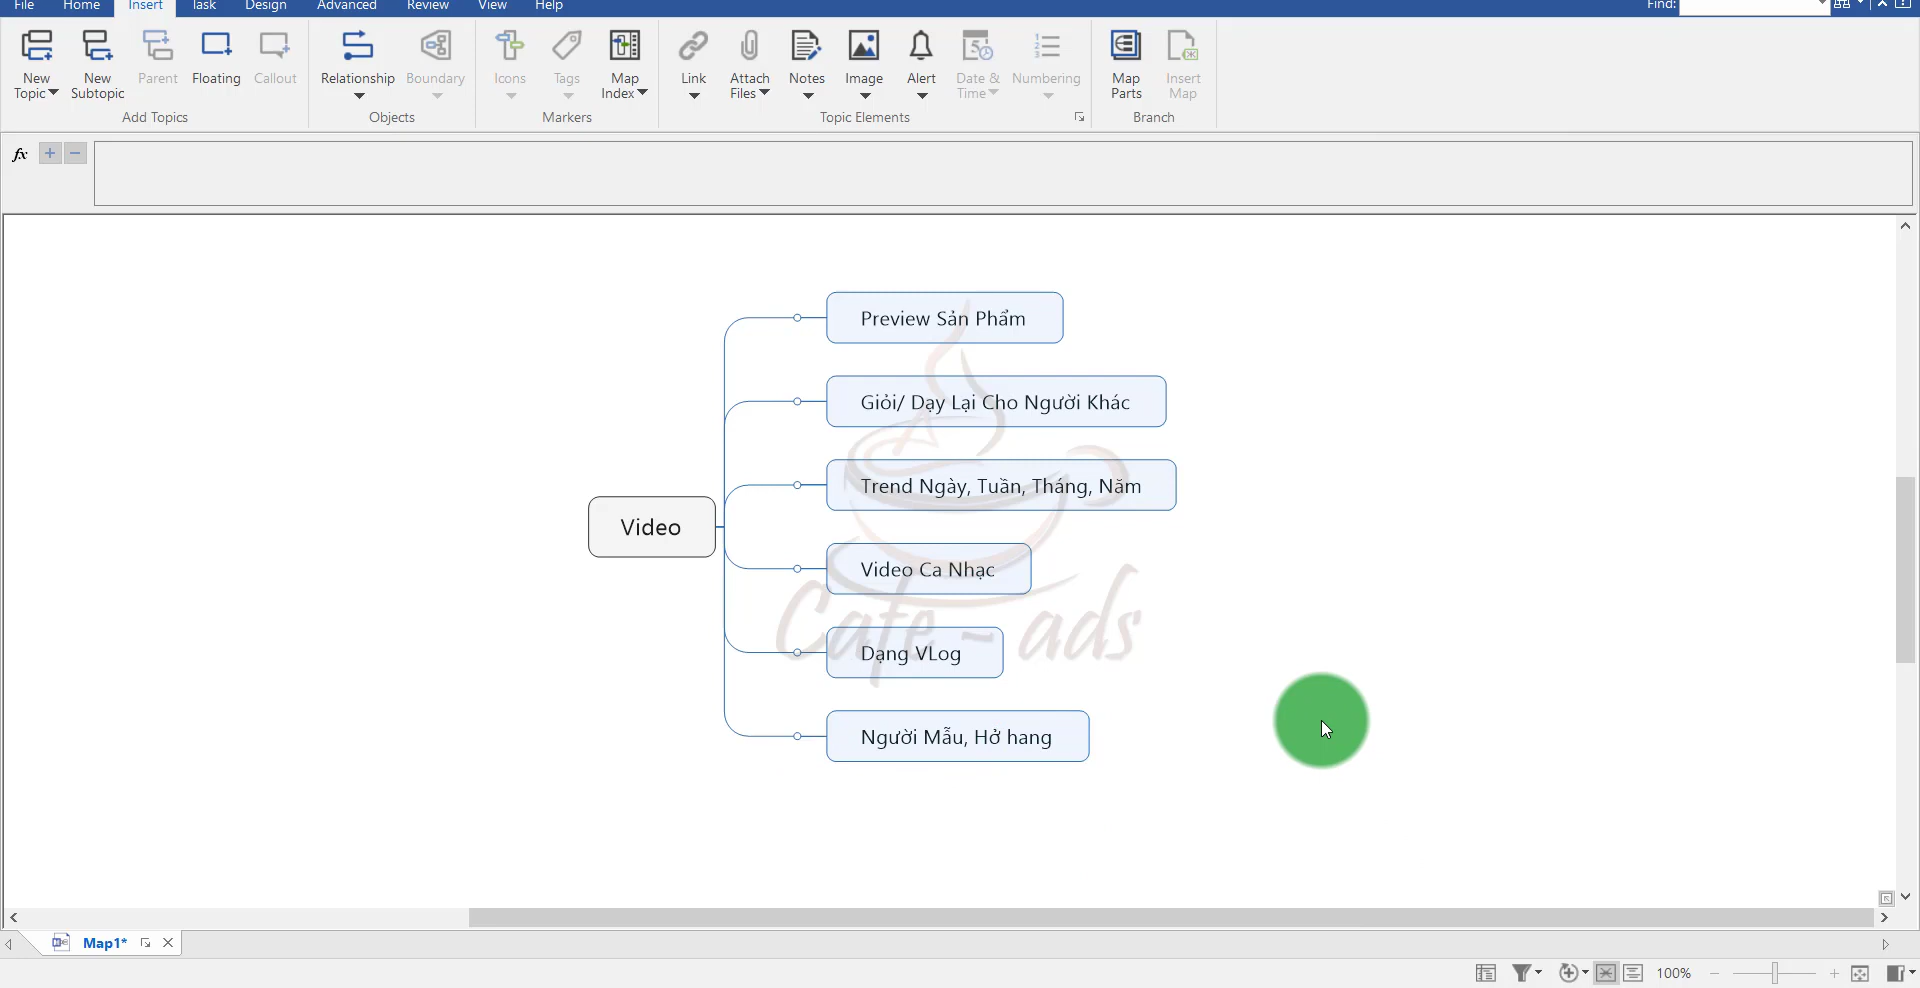 File Home Insert Task Design Advanced Review View Help Find:
New Topic
New Subtopic
Parent
Floating
Callout
Relationship
Boundary
Icons
Tags
Map Index
Link
Attach Files
Notes
Image
Alert
Date & Time
Numbering
Map Parts
Insert Map
Add Topics Objects Markers Topic Elements Branch
fx
Preview Sản Phẩm
Giỏi/ Dạy Lại Cho Người Khác
Trend Ngày, Tuần, Tháng, Năm
Video
Video Ca Nhạc
Cafe - ads
Dạng VLog
Người Mẫu, Hở hang
Map1*
100%